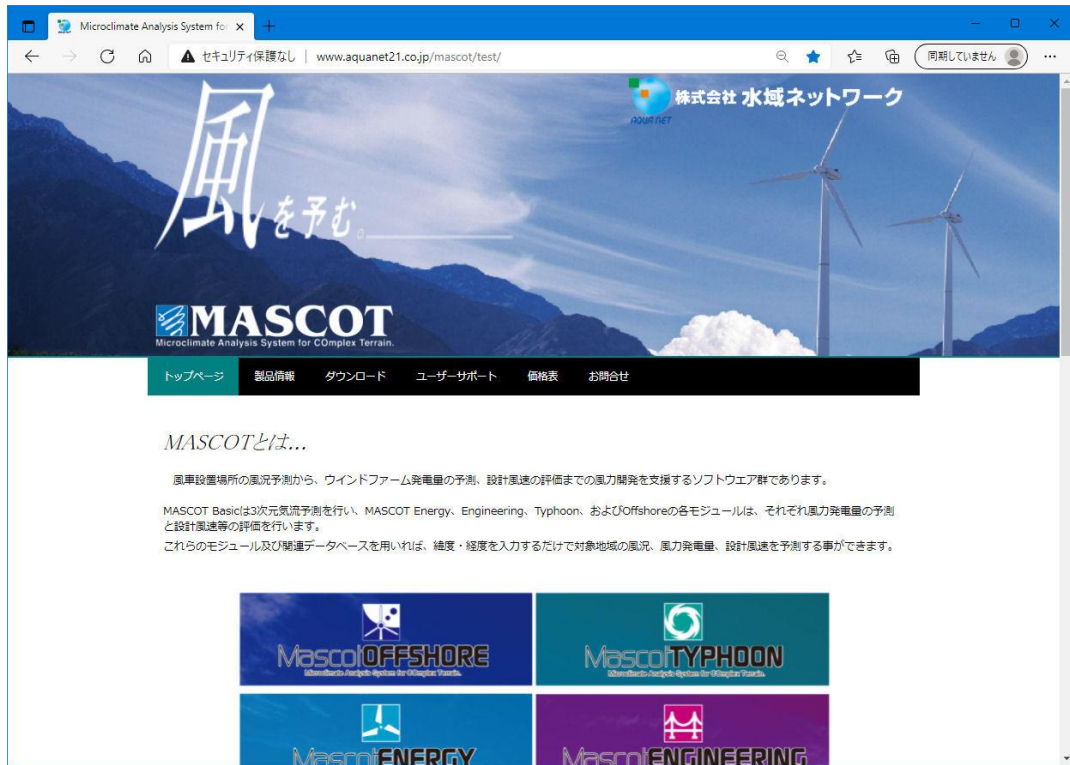 Microclimate Analysis System for
セキュリティ保護なし | www.aquanet21.co.jp/mascot/test/
同期していません
株式会社 水域ネットワーク
AQUA NET
風を予む。
MASCOT
Microclimate Analysis System for COmplex Terrain.
トップページ 製品情報 ダウンロード ユーザーサポート 価格表 お問合せ
MASCOTとは...
風車設置場所の風況予測から、ウインドファーム発電量の予測、設計風速の評価までの風力開発を支援するソフトウエア群であります。
MASCOT Basicは3次元気流予測を行い、MASCOT Energy、Engineering、Typhoon、およびOffshoreの各モジュールは、それぞれ風力発電量の予測
と設計風速等の評価を行います。
これらのモジュール及び関連データベースを用いれば、緯度・経度を入力するだけで対象地域の風況、風力発電量、設計風速を予測する事ができます。
MascotOFFSHORE
Microclimate Analysis System for COmplex Terrain.
MascotTYPHOON
Microclimate Analysis System for COmplex Terrain.
MascotENERGY
MascotENGINEERING